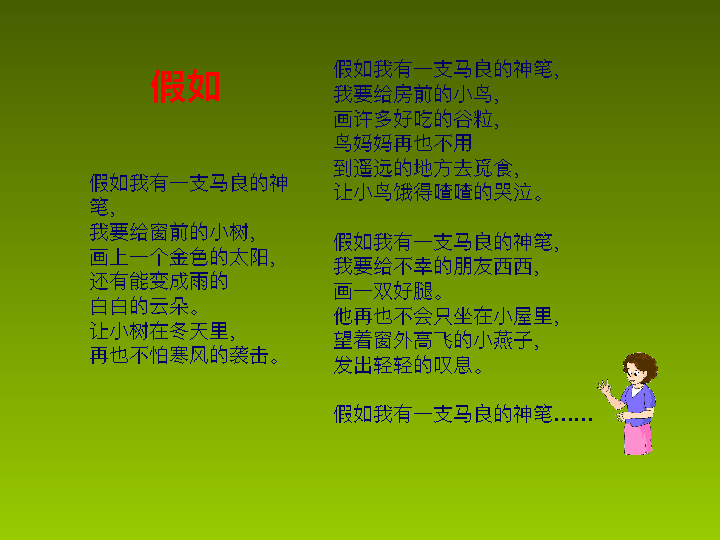 假如
假如我有一支马良的神
笔,
我要给窗前的小树,
画上一个金色的太阳,
还有能变成雨的
白白的云朵。
让小树在冬天里,
再也不怕寒风的袭击。
假如我有一支马良的神笔,
我要给房前的小鸟,
画许多好吃的谷粒,
鸟妈妈再也不用
到遥远的地方去觅食,
让小鸟饿得喳喳的哭泣。
假如我有一支马良的神笔,
我要给不幸的朋友西西,
画一双好腿。
他再也不会只坐在小屋里,
望着窗外高飞的小燕子,
发出轻轻的叹息。
假如我有一支马良的神笔……